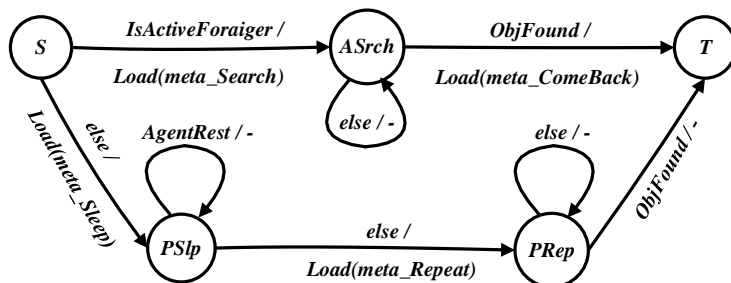 S
IsActiveForaiger /
Load(meta_Search)
ASrch
ObjFound /
Load(meta_ComeBack)
T
else / -
else /
Load(meta_Sleep)
AgentRest / -
else / -
ObjFound / -
PSlp
else /
Load(meta_Repeat)
PRep